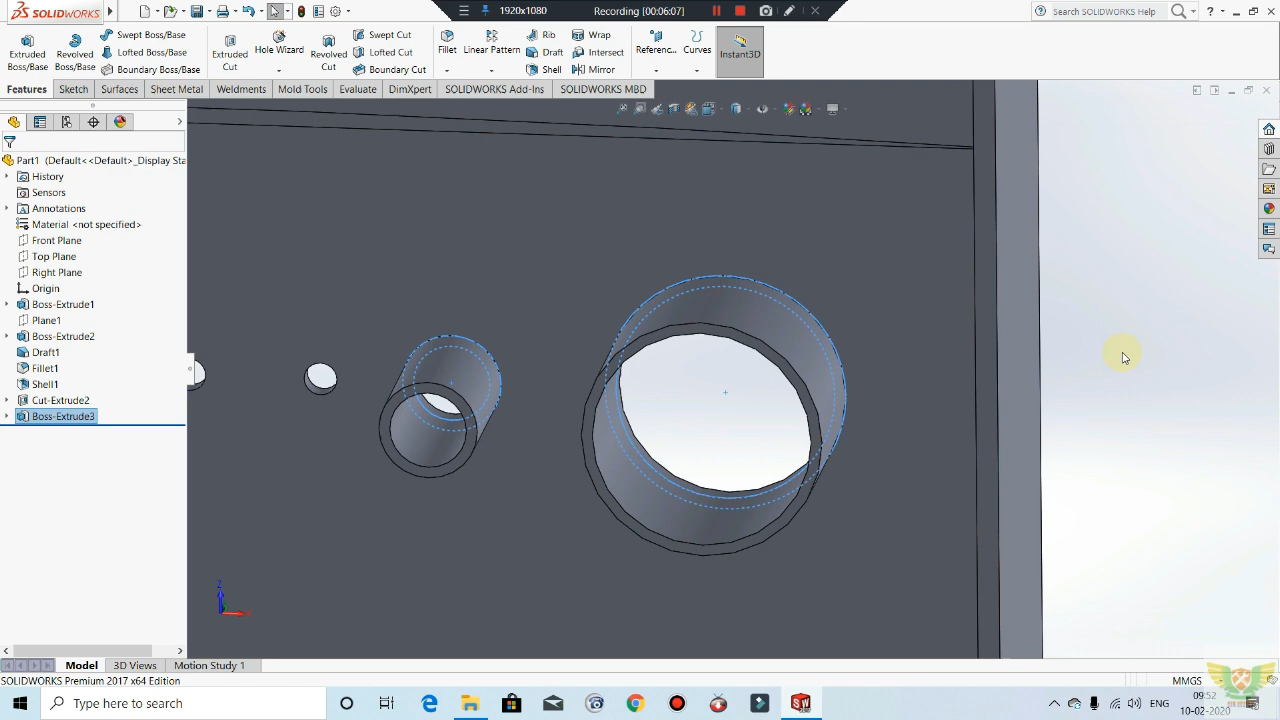 SOLIDWORKS
1920x1080
Recording [00:06:07]
Search SOLIDWORKS Help
?
Extruded Boss/Base
Revolved Boss/Base
Swept Boss/Base
Lofted Boss/Base
Boundary Boss/Base
Extruded Cut
Hole Wizard
Revolved Cut
Swept Cut
Lofted Cut
Boundary Cut
Fillet
Linear Pattern
Rib
Draft
Shell
Wrap
Intersect
Mirror
Referenc...
Curves
Instant3D
Features
Sketch
Surfaces
Sheet Metal
Weldments
Mold Tools
Evaluate
DimXpert
SOLIDWORKS Add-Ins
SOLIDWORKS MBD
Part1 (Default<<Default>_Display Sta
History
Sensors
Annotations
Material <not specified>
Front Plane
Top Plane
Right Plane
Origin
Boss-Extrude1
Plane1
Boss-Extrude2
Draft1
Fillet1
Shell1
Cut-Extrude2
Boss-Extrude3
Z
Model
3D Views
Motion Study 1
SOLIDWORKS Premium 2017 x64 Edition
MMGS
Type here to search
SW
ENG
09:52
10-02-2020